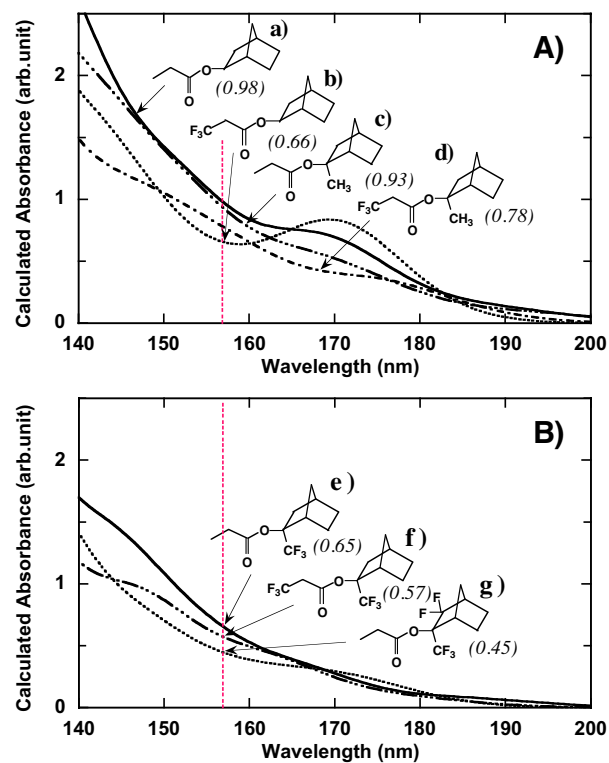 A)
Calculated Absorbance (arb.unit)
2
1
0
140 150 160 170 180 190 200
Wavelength (nm)
a)
O
O
(0.98)
b)
F3C
O
O
(0.66)
c)
O
O
CH3
(0.93)
d)
F3C
O
O
CH3
(0.78)
B)
Calculated Absorbance (arb.unit)
2
1
0
140 150 160 170 180 190 200
Wavelength (nm)
e )
O
O
CF3
(0.65)
f )
F3C
O
O
CF3
(0.57)
g )
F
F
O
O
CF3
(0.45)